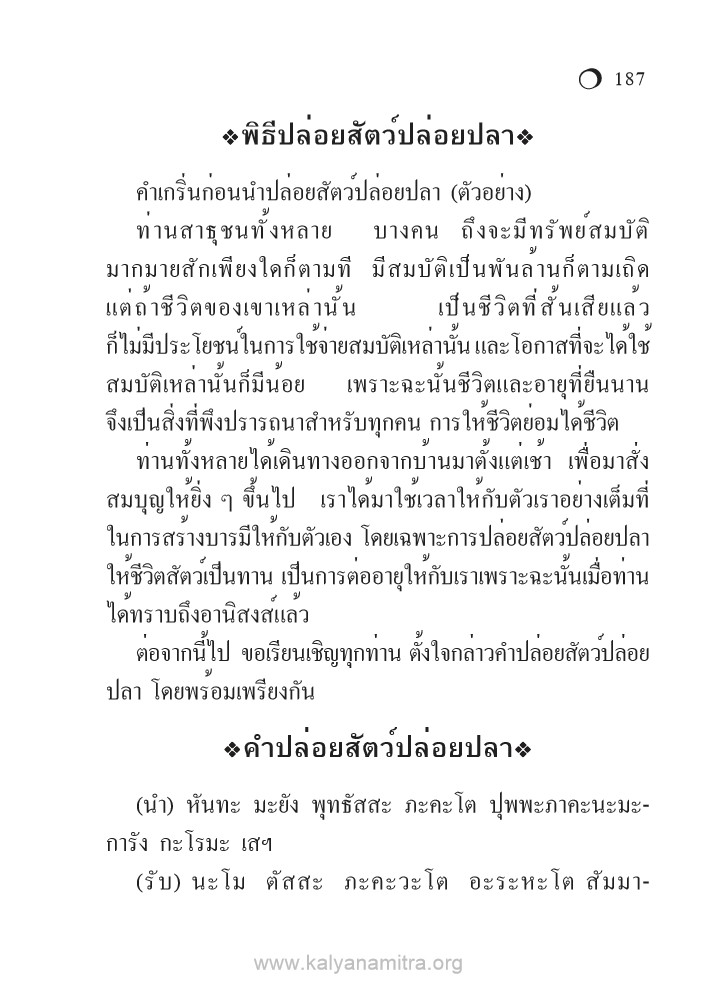 187
❖พิธีปล่อยสัตว์ปล่อยปลา❖
คำเกริ่นก่อนนำปล่อยสัตว์ปล่อยปลา (ตัวอย่าง)
ท่านสาธุชนทั้งหลาย บางคน ถึงจะมีทรัพย์สมบัติ
มากมายสักเพียงใดก็ตามที มีสมบัติเป็นพันล้านก็ตามเถิด
แต่ถ้าชีวิตของเขาเหล่านั้น เป็นชีวิตที่สั้นเสียแล้ว
ก็ไม่มีประโยชน์ในการใช้จ่ายสมบัติเหล่านั้น และโอกาสที่จะได้ใช้
สมบัติเหล่านั้นก็มีน้อย เพราะฉะนั้นชีวิตและอายุที่ยืนนาน
จึงเป็นสิ่งที่พึงปรารถนาสำหรับทุกคน การให้ชีวิตย่อมได้ชีวิต
ท่านทั้งหลายได้เดินทางออกจากบ้านมาตั้งแต่เช้า เพื่อมาสั่ง
สมบุญให้ยิ่ง ๆ ขึ้นไป เราได้มาใช้เวลาให้กับตัวเราอย่างเต็มที่
ในการสร้างบารมีให้กับตัวเอง โดยเฉพาะการปล่อยสัตว์ปล่อยปลา
ให้ชีวิตสัตว์เป็นทาน เป็นการต่ออายุให้กับเราเพราะฉะนั้นเมื่อท่าน
ได้ทราบถึงอานิสงส์แล้ว
ต่อจากนี้ไป ขอเรียนเชิญทุกท่าน ตั้งใจกล่าวคำปล่อยสัตว์ปล่อย
ปลา โดยพร้อมเพรียงกัน
❖คำปล่อยสัตว์ปล่อยปลา❖
(นำ) หันทะ มะยัง พุทธัสสะ ภะคะโต ปุพพะภาคะนะมะ-
การัง กะโรมะ เสฯ
(รับ) นะโม ตัสสะ ภะคะวะโต อะระหะโต สัมมา-
www.kalyanamitra.org